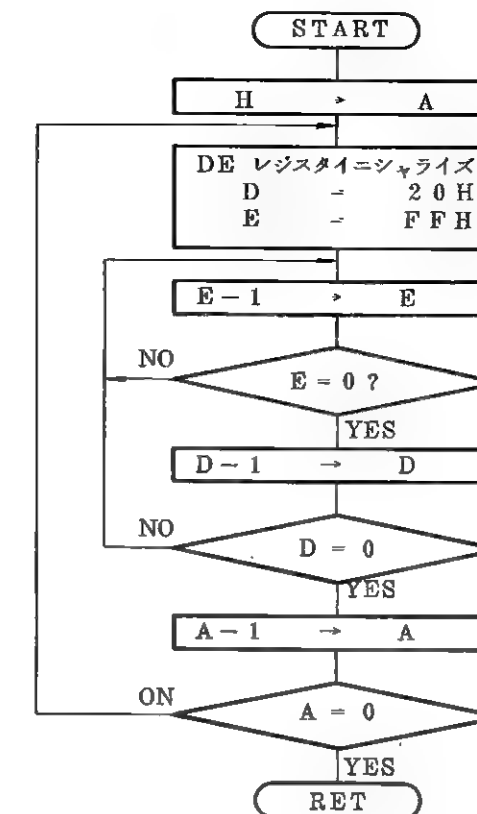 START
H → A
DE レジスタイニシャライズ
D − 20H
E − FFH
E−1 → E
NO
E = 0 ?
YES
D−1 → D
NO
D = 0
YES
A−1 → A
ON
A = 0
YES
RET